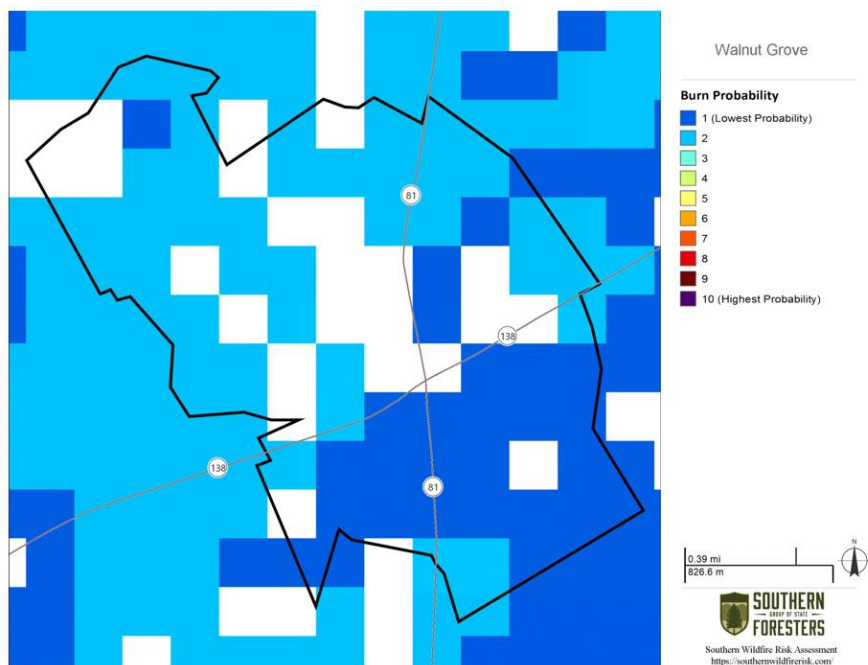 Walnut Grove
Burn Probability
1 (Lowest Probability)
2
3
4
5
6
7
8
9
10 (Highest Probability)
81
138
138
81
0.39 mi
826.6 m
N
SOUTHERN
GROUP OF STATE
FORESTERS
Southern Wildfire Risk Assessment
https://southernwildfirerisk.com/